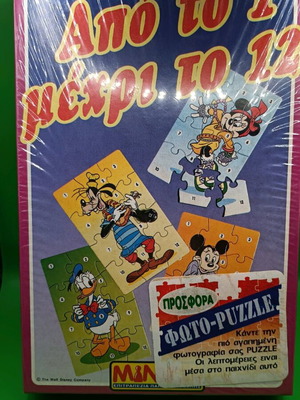 Από το 1
μέχρι το 12
ΠΡΟΣΦΟΡΑ
ΦΩΤΟ-PUZZLE
Κάντε την
πιό αγαπημένη
φωτογραφία σας PUZZLE
Οι λεπτομέρειες είναι
μέσα στο παιχνίδι αυτό
© The Walt Disney Company